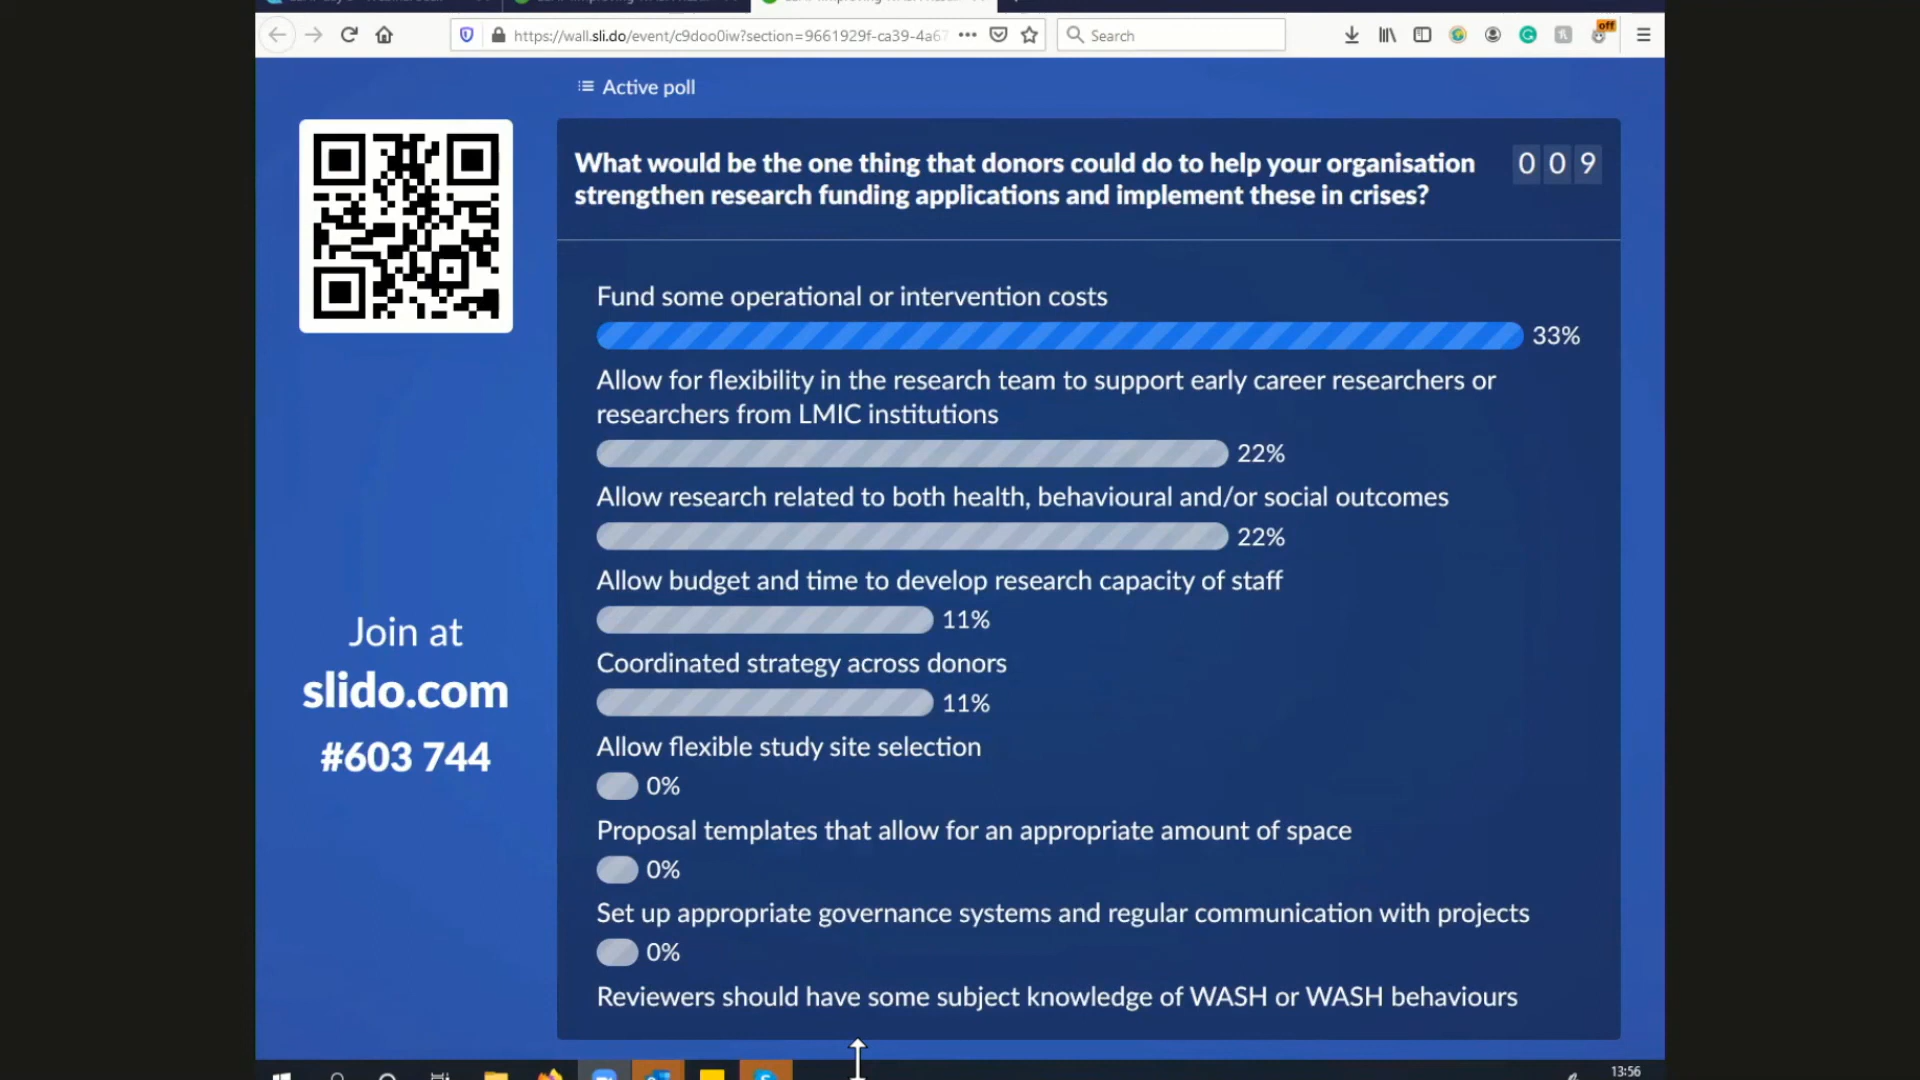 https://wall.sli.do/event/c9doo0iw?section=9661929f-ca39-4a67
Search
off
Active poll
What would be the one thing that donors could do to help your organisation
strengthen research funding applications and implement these in crises?
009
Fund some operational or intervention costs
33%
Allow for flexibility in the research team to support early career researchers or
researchers from LMIC institutions
22%
Allow research related to both health, behavioural and/or social outcomes
22%
Allow budget and time to develop research capacity of staff
11%
Coordinated strategy across donors
11%
Allow flexible study site selection
0%
Proposal templates that allow for an appropriate amount of space
0%
Set up appropriate governance systems and regular communication with projects
0%
Reviewers should have some subject knowledge of WASH or WASH behaviours
Join at
slido.com
#603 744
13:56